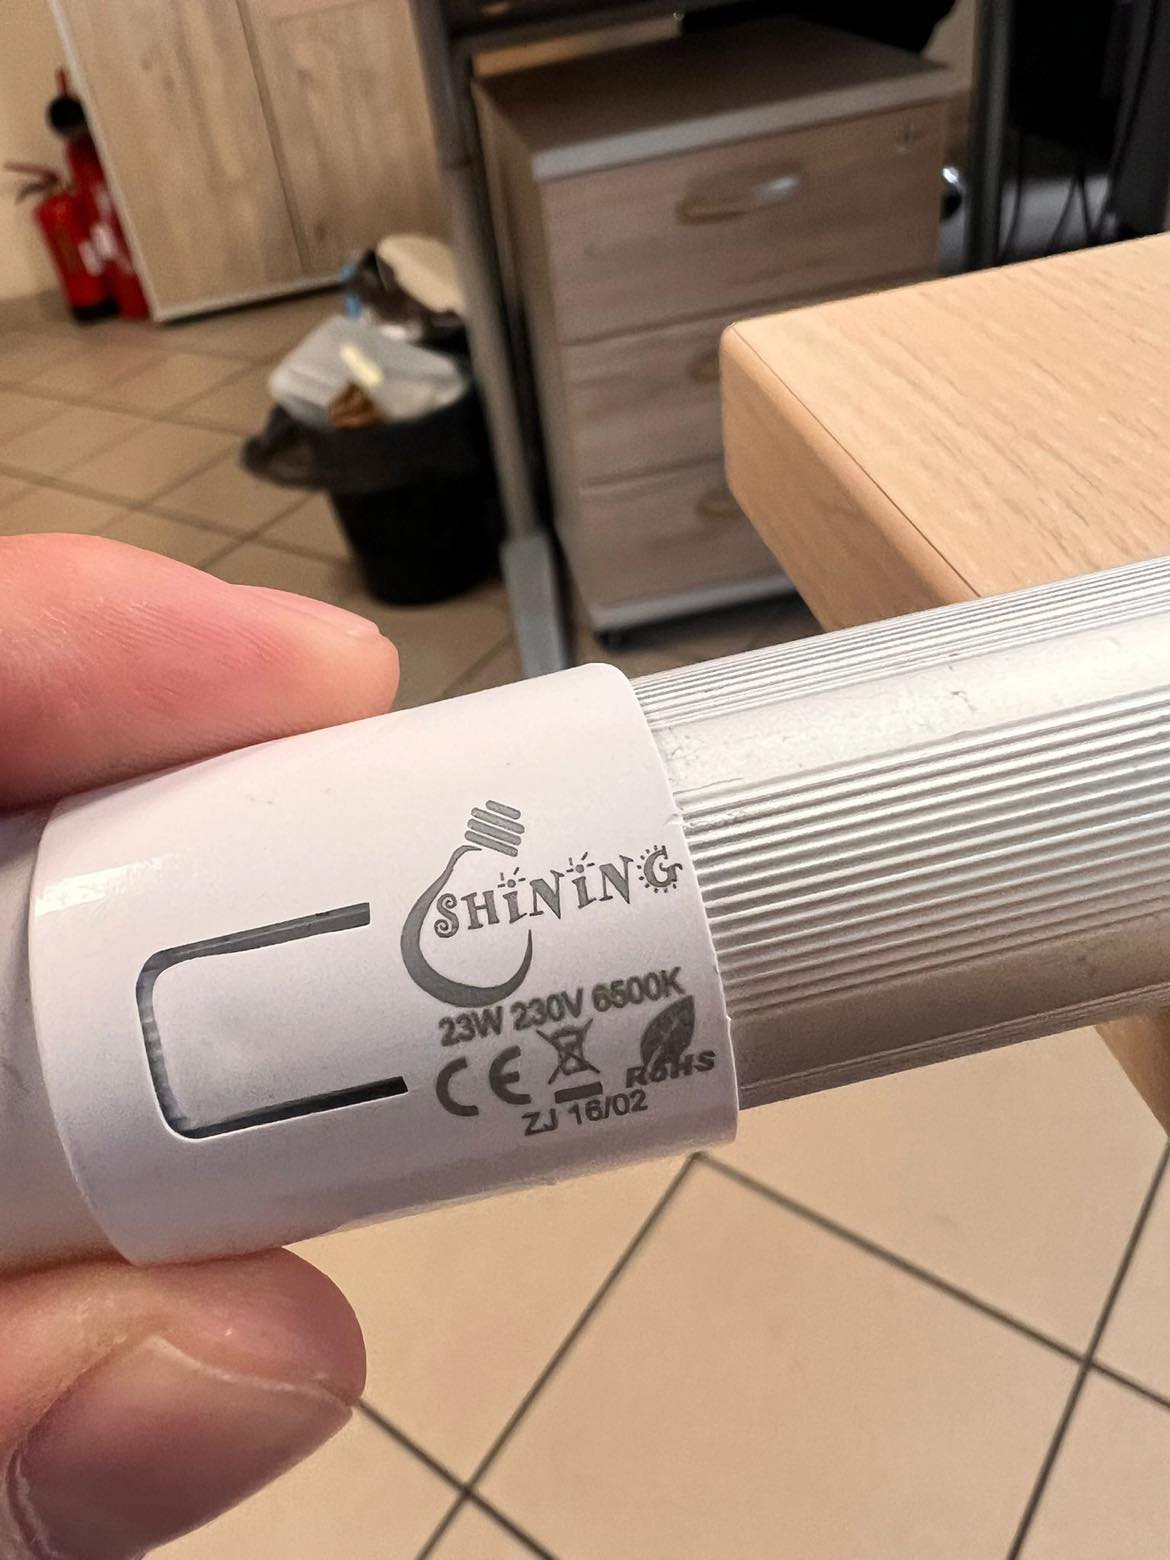 SHINING
23W 230V 6500K
CE RoHS
ZJ 16/02